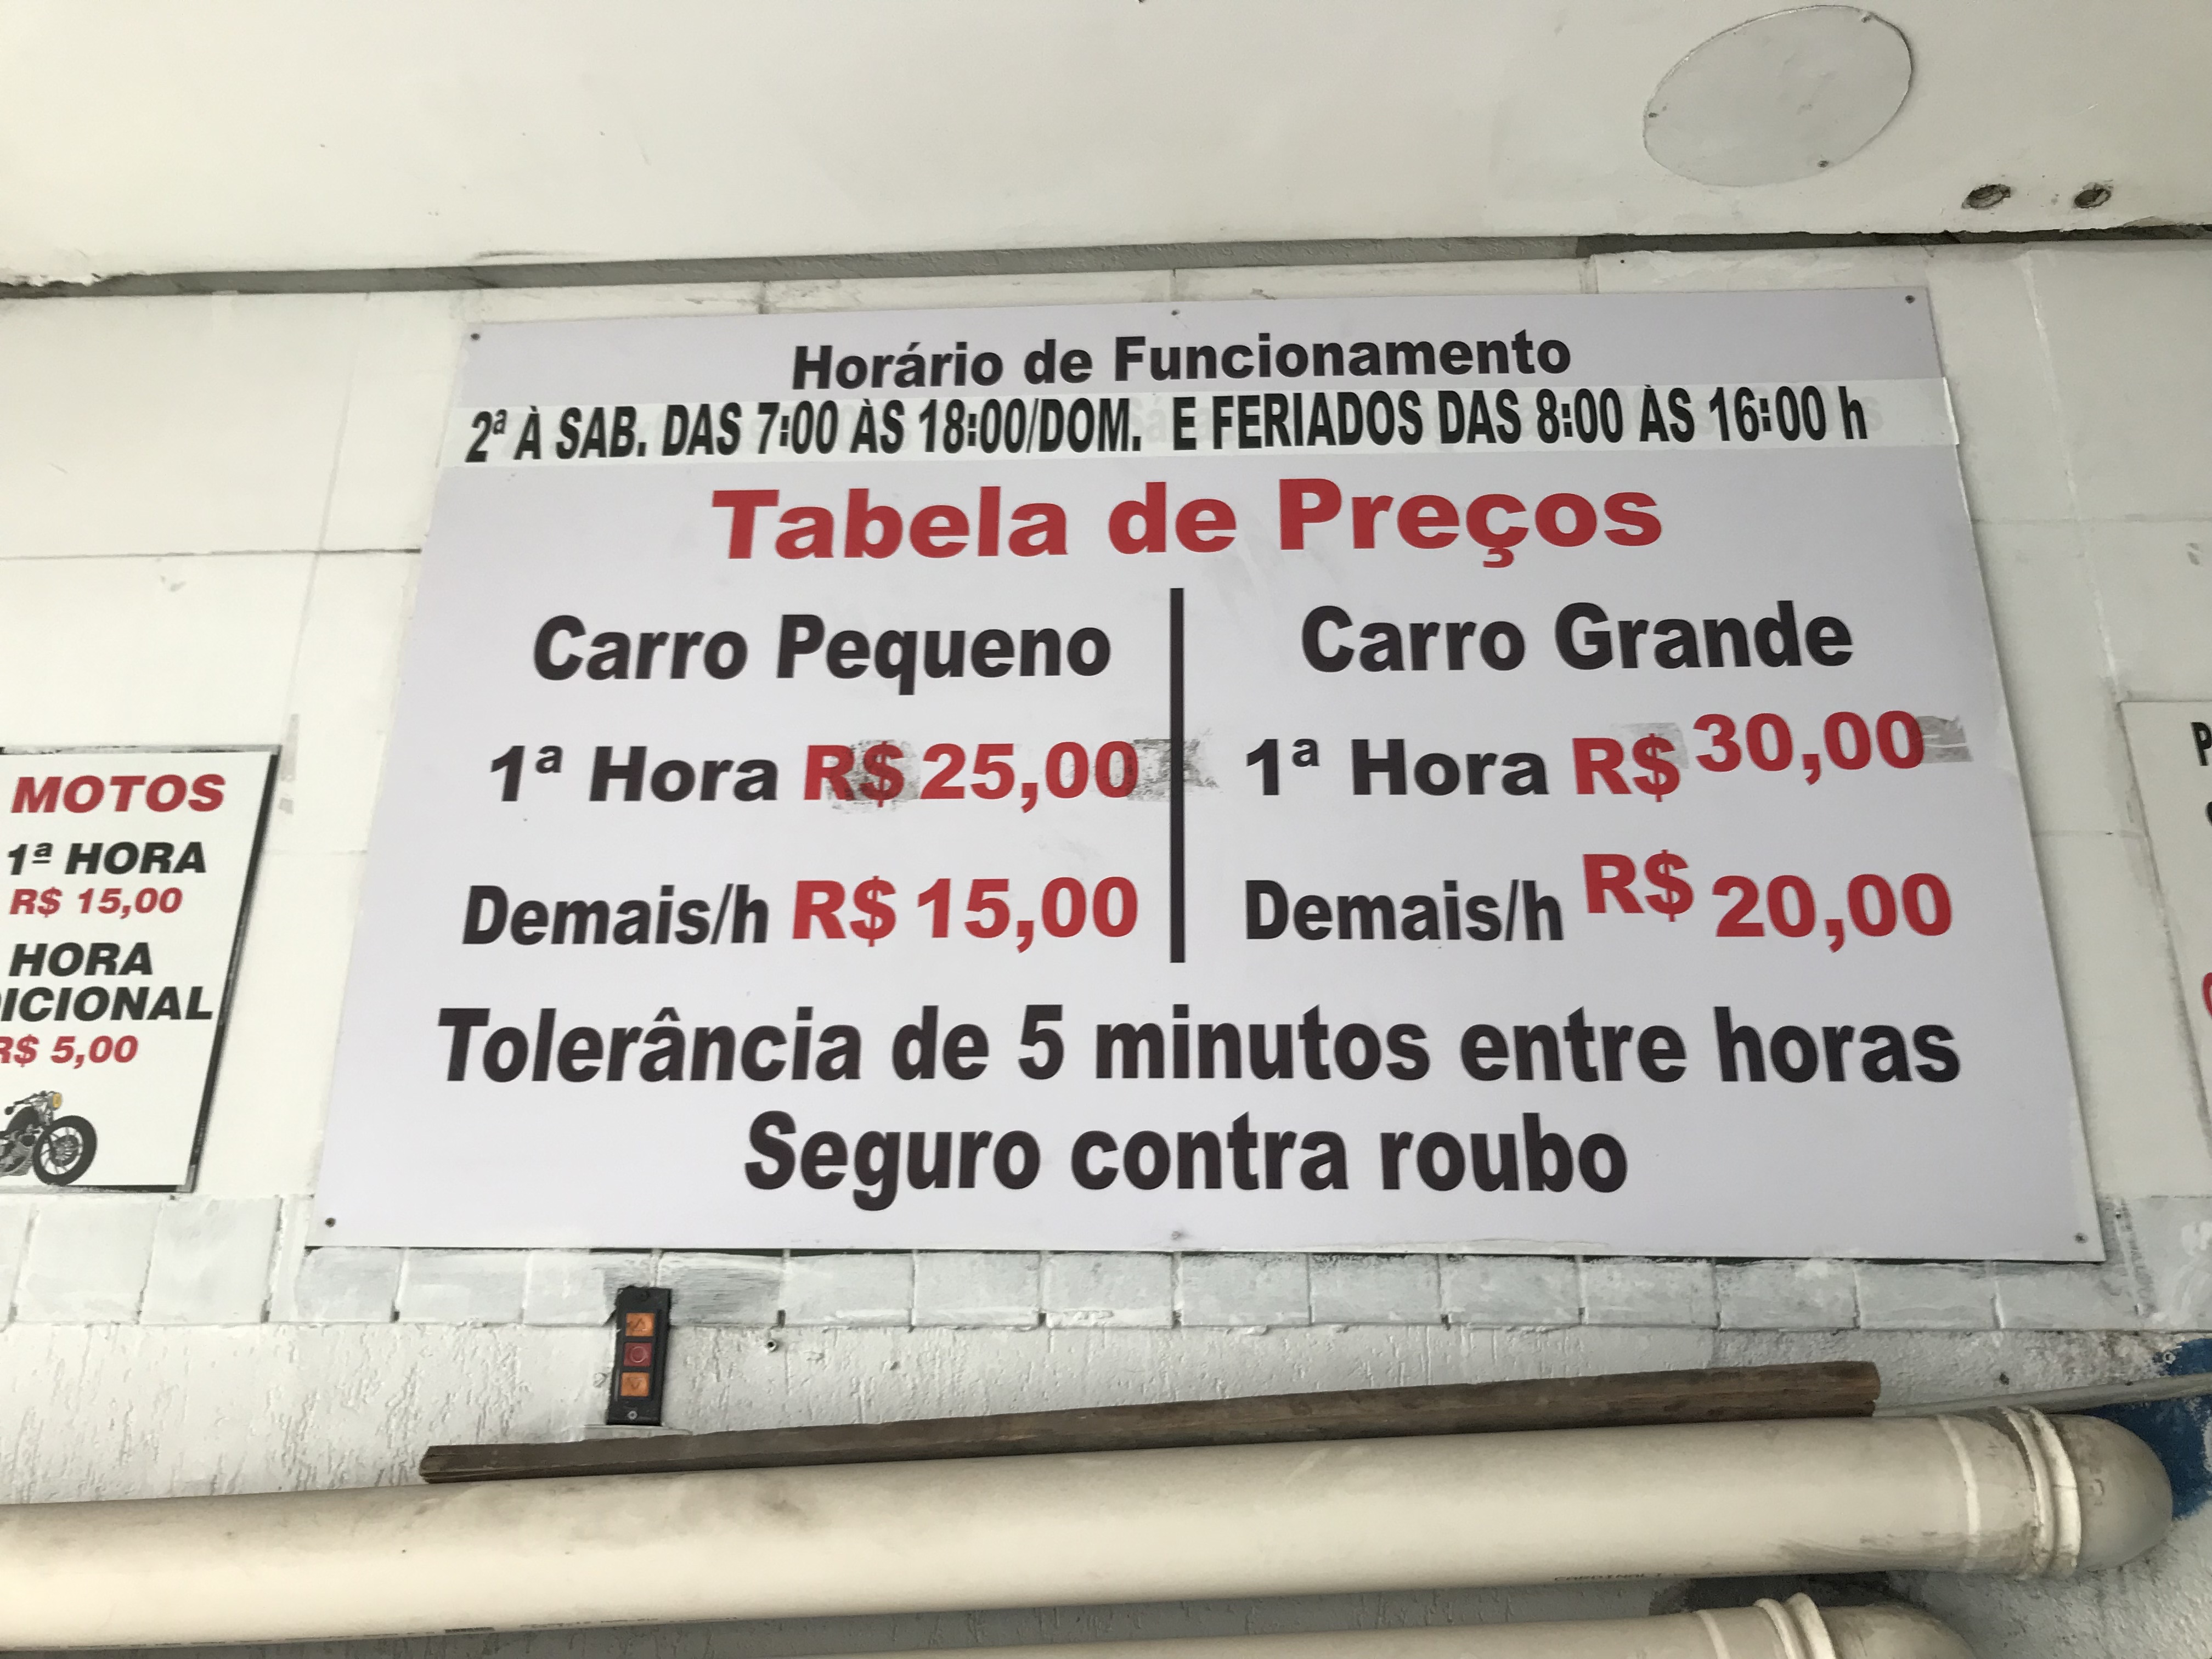 Horário de Funcionamento
2ª À SAB. DAS 7:00 ÀS 18:00/DOM. E FERIADOS DAS 8:00 ÀS 16:00 h
Tabela de Preços
Carro Pequeno
1ª Hora R$ 25,00
Demais/h R$ 15,00
Carro Grande
1ª Hora R$ 30,00
Demais/h R$ 20,00
Tolerância de 5 minutos entre horas
Seguro contra roubo
MOTOS
1ª HORA
R$ 15,00
HORA
DICIONAL
R$ 5,00